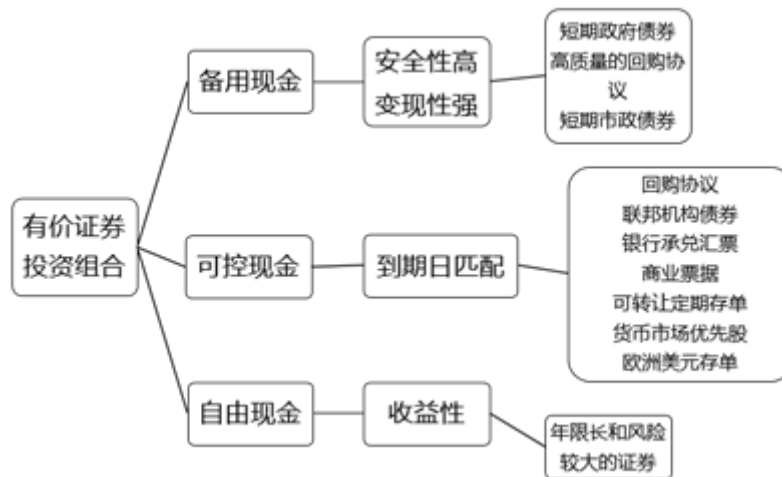 有价证券
投资组合
备用现金
安全性高
变现性强
短期政府债券
高质量的回购协
议
短期市政债券
可控现金
到期日匹配
回购协议
联邦机构债券
银行承兑汇票
商业票据
可转让定期存单
货币市场优先股
欧洲美元存单
自由现金
收益性
年限长和风险
较大的证券